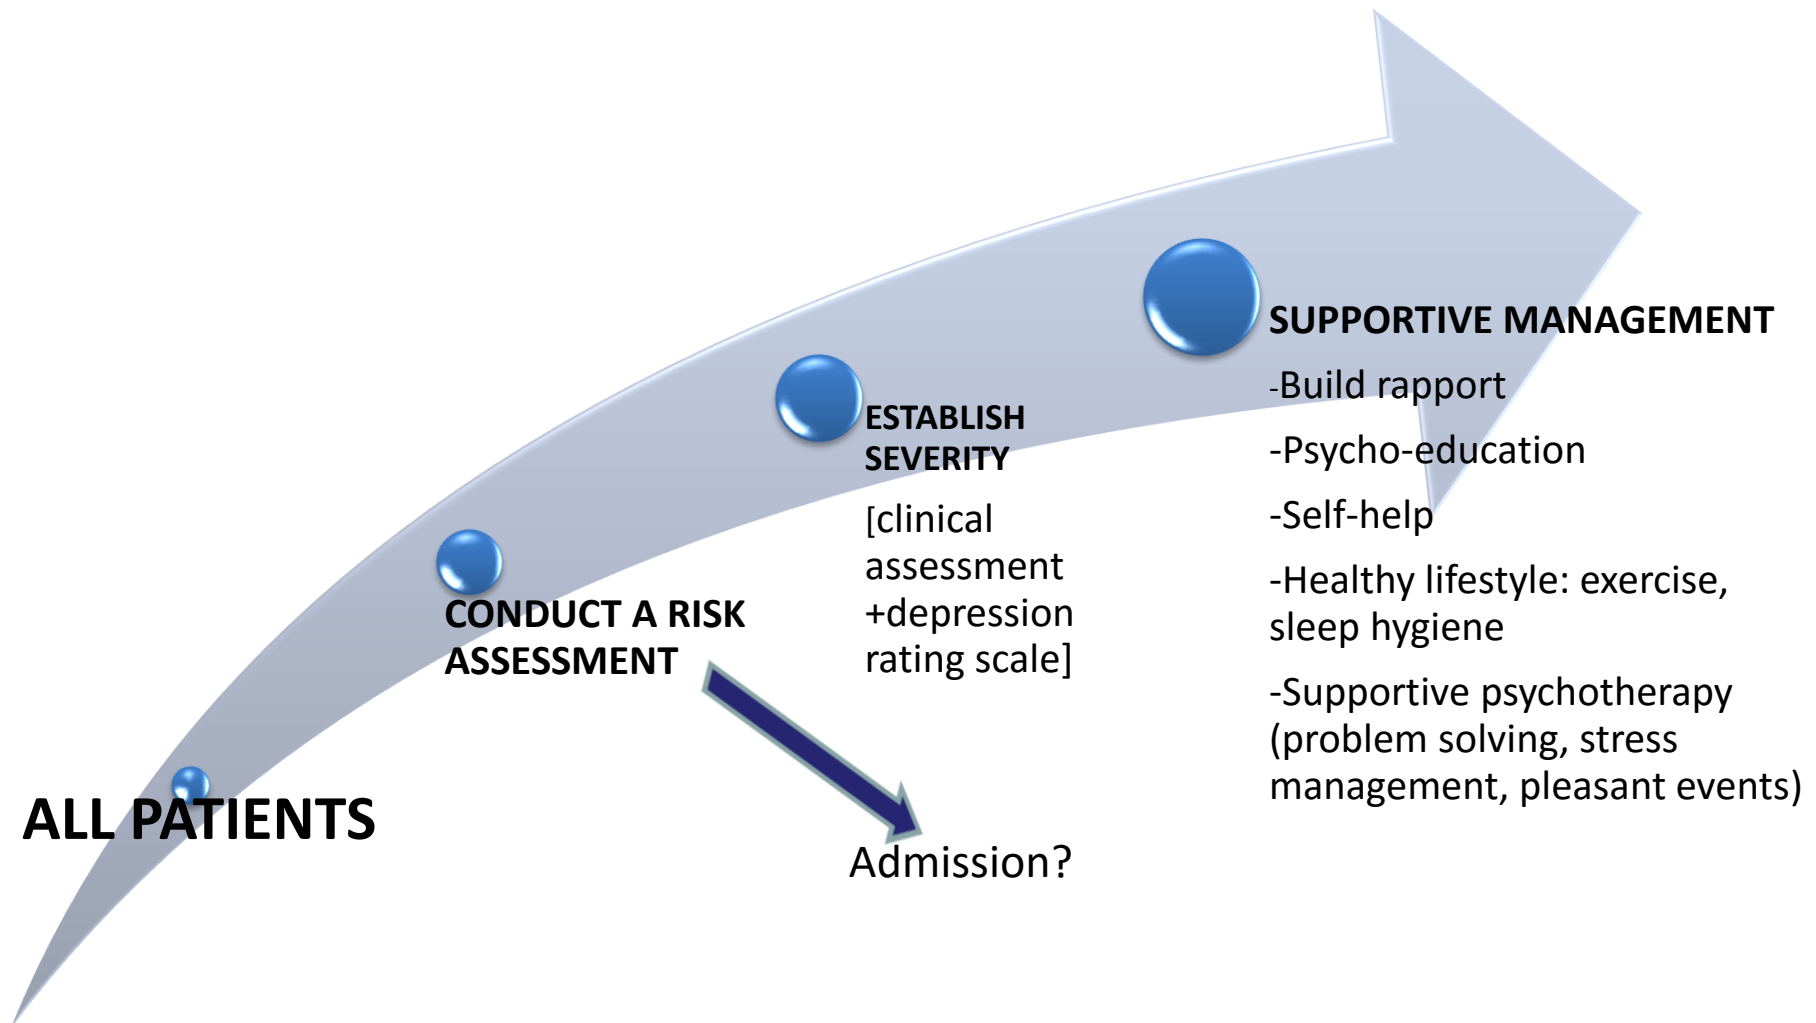 ALL PATIENTS
CONDUCT A RISK
ASSESSMENT
Admission?
ESTABLISH
SEVERITY
[clinical
assessment
+depression
rating scale]
SUPPORTIVE MANAGEMENT
-Build rapport
-Psycho-education
-Self-help
-Healthy lifestyle: exercise,
sleep hygiene
-Supportive psychotherapy
(problem solving, stress
management, pleasant events)